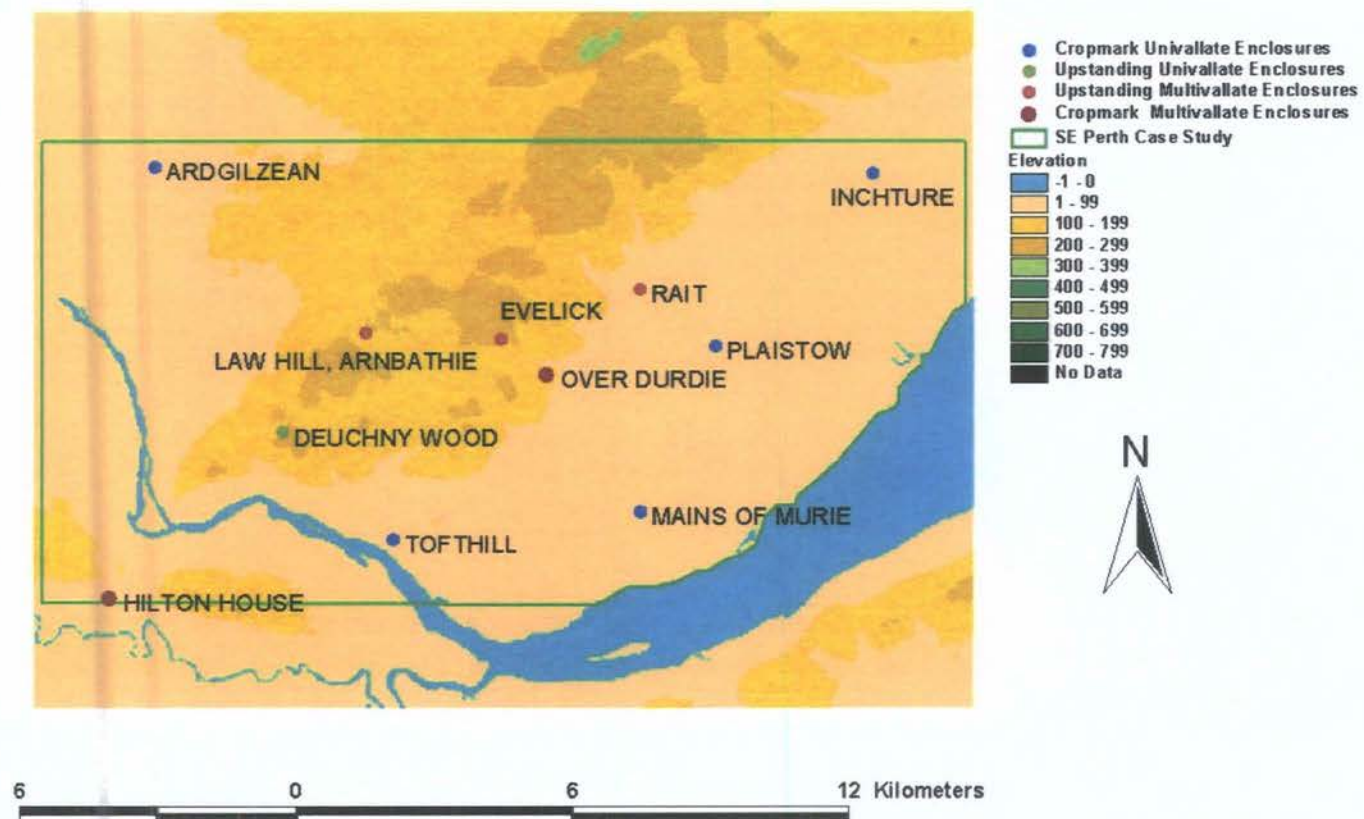 Cropmark Univallate Enclosures
Upstanding Univallate Enclosures
Upstanding Multivallate Enclosures
Cropmark Multivallate Enclosures
SE Perth Case Study
Elevation
-1 - 0
1 - 99
100 - 199
200 - 299
300 - 399
400 - 499
500 - 599
600 - 699
700 - 799
No Data
ARDGILZEAN
INCHTURE
RAIT
EVELICK
LAW HILL, ARNBATHIE
PLAISTOW
OVER DURDIE
DEUCHNY WOOD
MAINS OF MURIE
TOFTHILL
HILTON HOUSE
N
6 0 6 12 Kilometers